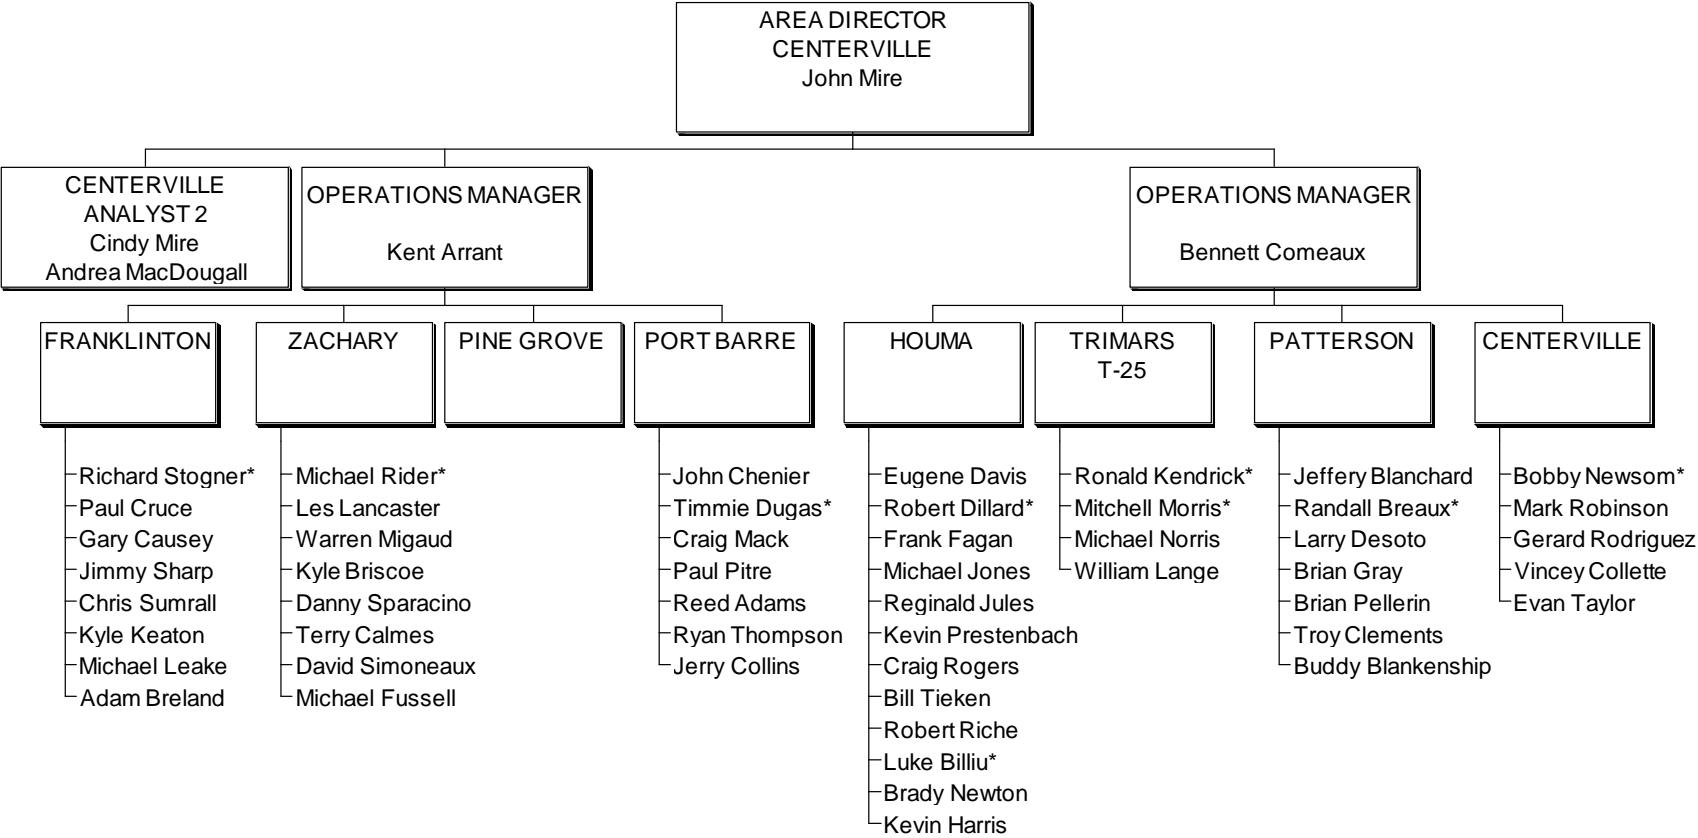 AREA DIRECTOR
CENTERVILLE
John Mire
CENTERVILLE
ANALYST 2
Cindy Mire
Andrea MacDougall
OPERATIONS MANAGER
Kent Arrant
OPERATIONS MANAGER
Bennett Comeaux
FRANKLINTON
Richard Stogner*
Paul Cruce
Gary Causey
Jimmy Sharp
Chris Sumrall
Kyle Keaton
Michael Leake
Adam Breland
ZACHARY
Michael Rider*
Les Lancaster
Warren Migaud
Kyle Briscoe
Danny Sparacino
Terry Calmes
David Simoneaux
Michael Fussell
PINE GROVE
PORT BARRE
John Chenier
Timmie Dugas*
Craig Mack
Paul Pitre
Reed Adams
Ryan Thompson
Jerry Collins
HOUMA
Eugene Davis
Robert Dillard*
Frank Fagan
Michael Jones
Reginald Jules
Kevin Prestenbach
Craig Rogers
Bill Tieken
Robert Riche
Luke Billiu*
Brady Newton
Kevin Harris
TRIMARS
T-25
Ronald Kendrick*
Mitchell Morris*
Michael Norris
William Lange
PATTERSON
Jeffery Blanchard
Randall Breaux*
Larry Desoto
Brian Gray
Brian Pellerin
Troy Clements
Buddy Blankenship
CENTERVILLE
Bobby Newsom*
Mark Robinson
Gerard Rodriguez
Vincey Collette
Evan Taylor